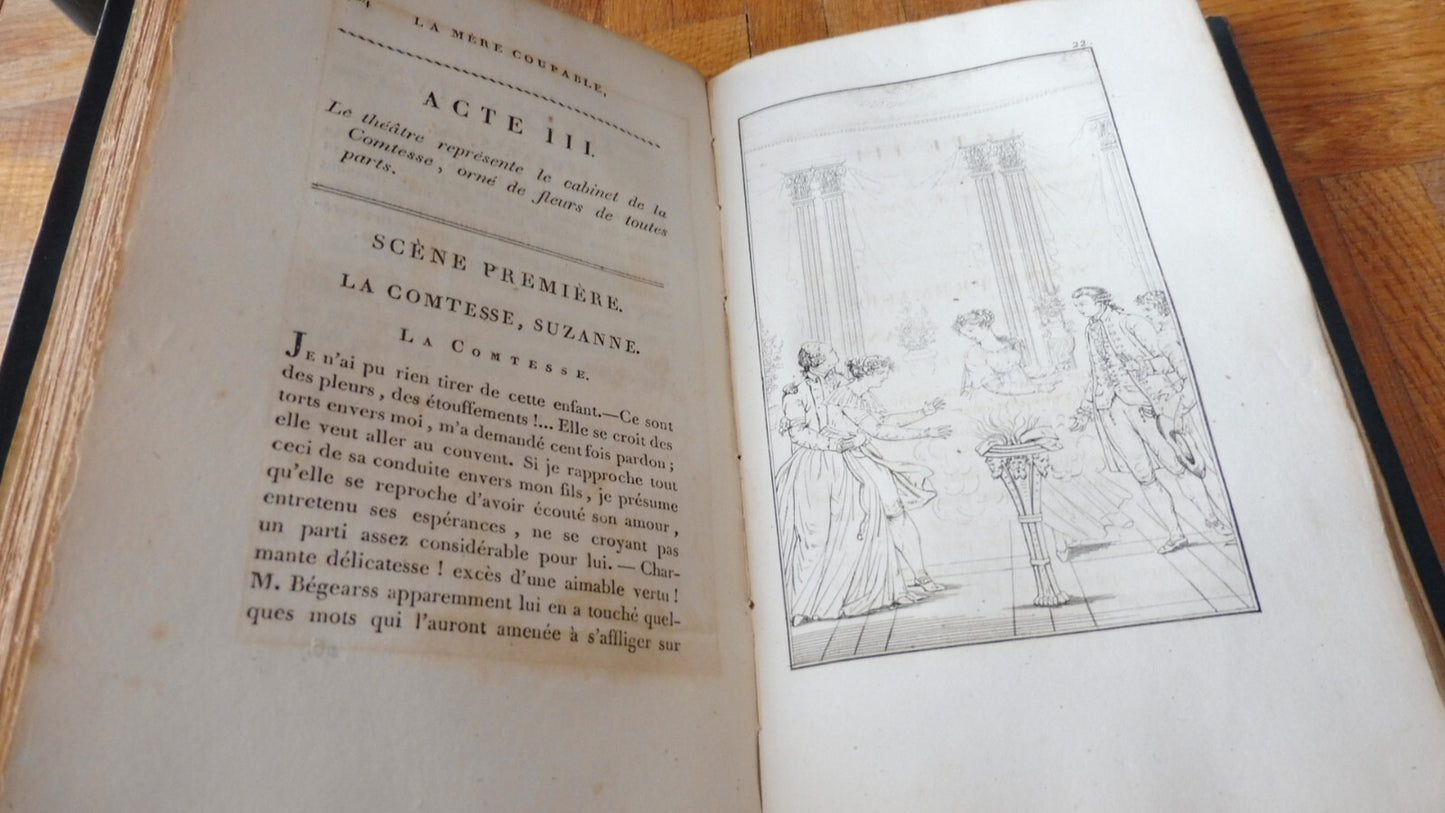 LA MÈRE COUPABLE,
ACTE III.
Le théâtre représente le cabinet de la
Comtesse, orné de fleurs de toutes
parts.
SCÈNE PREMIÈRE.
LA COMTESSE, SUZANNE.
LA COMTESSE.
JE n'ai pu rien tirer de cette enfant.—Ce sont
des pleurs, des étouffements!... Elle se croit des
torts envers moi, m'a demandé cent fois pardon;
elle veut aller au couvent. Si je rapproche tout
ceci de sa conduite envers mon fils, je présume
qu'elle se reproche d'avoir écouté son amour,
entretenu ses espérances, ne se croyant pas
un parti assez considérable pour lui. — Char-
mante délicatesse! excès d'une aimable vertu!
M. Bégearss apparemment lui en a touché quel-
ques mots qui l'auront amenée à s'affliger sur
22.